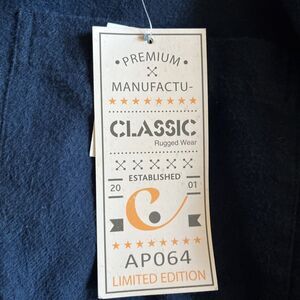 • PREMIUM •
MANUFACTU-
CLASSIC
Rugged Wear
ESTABLISHED
20 01
c
AP064
LIMITED EDITION